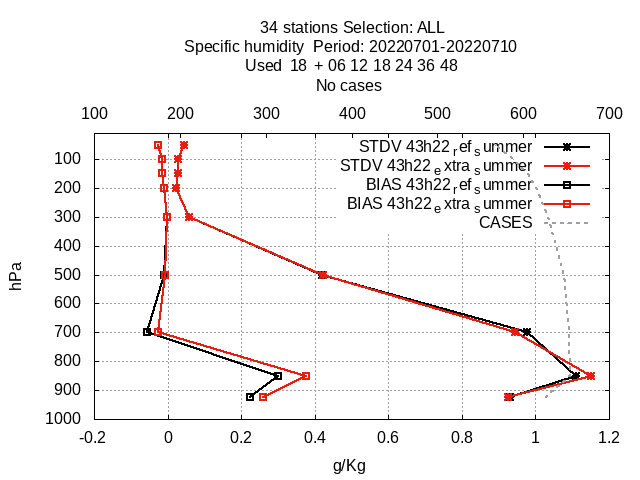 34 stations Selection: ALL
Specific humidity  Period: 20220701-20220710
Used  18  + 06 12 18 24 36 48
No cases
100 200 300 400 500 600 700
STDV 43h22_ref_summer
STDV 43h22_extra_summer
BIAS 43h22_ref_summer
BIAS 43h22_extra_summer
CASES
100
200
300
400
500
600
700
800
900
1000
hPa
-0.2 0 0.2 0.4 0.6 0.8 1 1.2
g/Kg